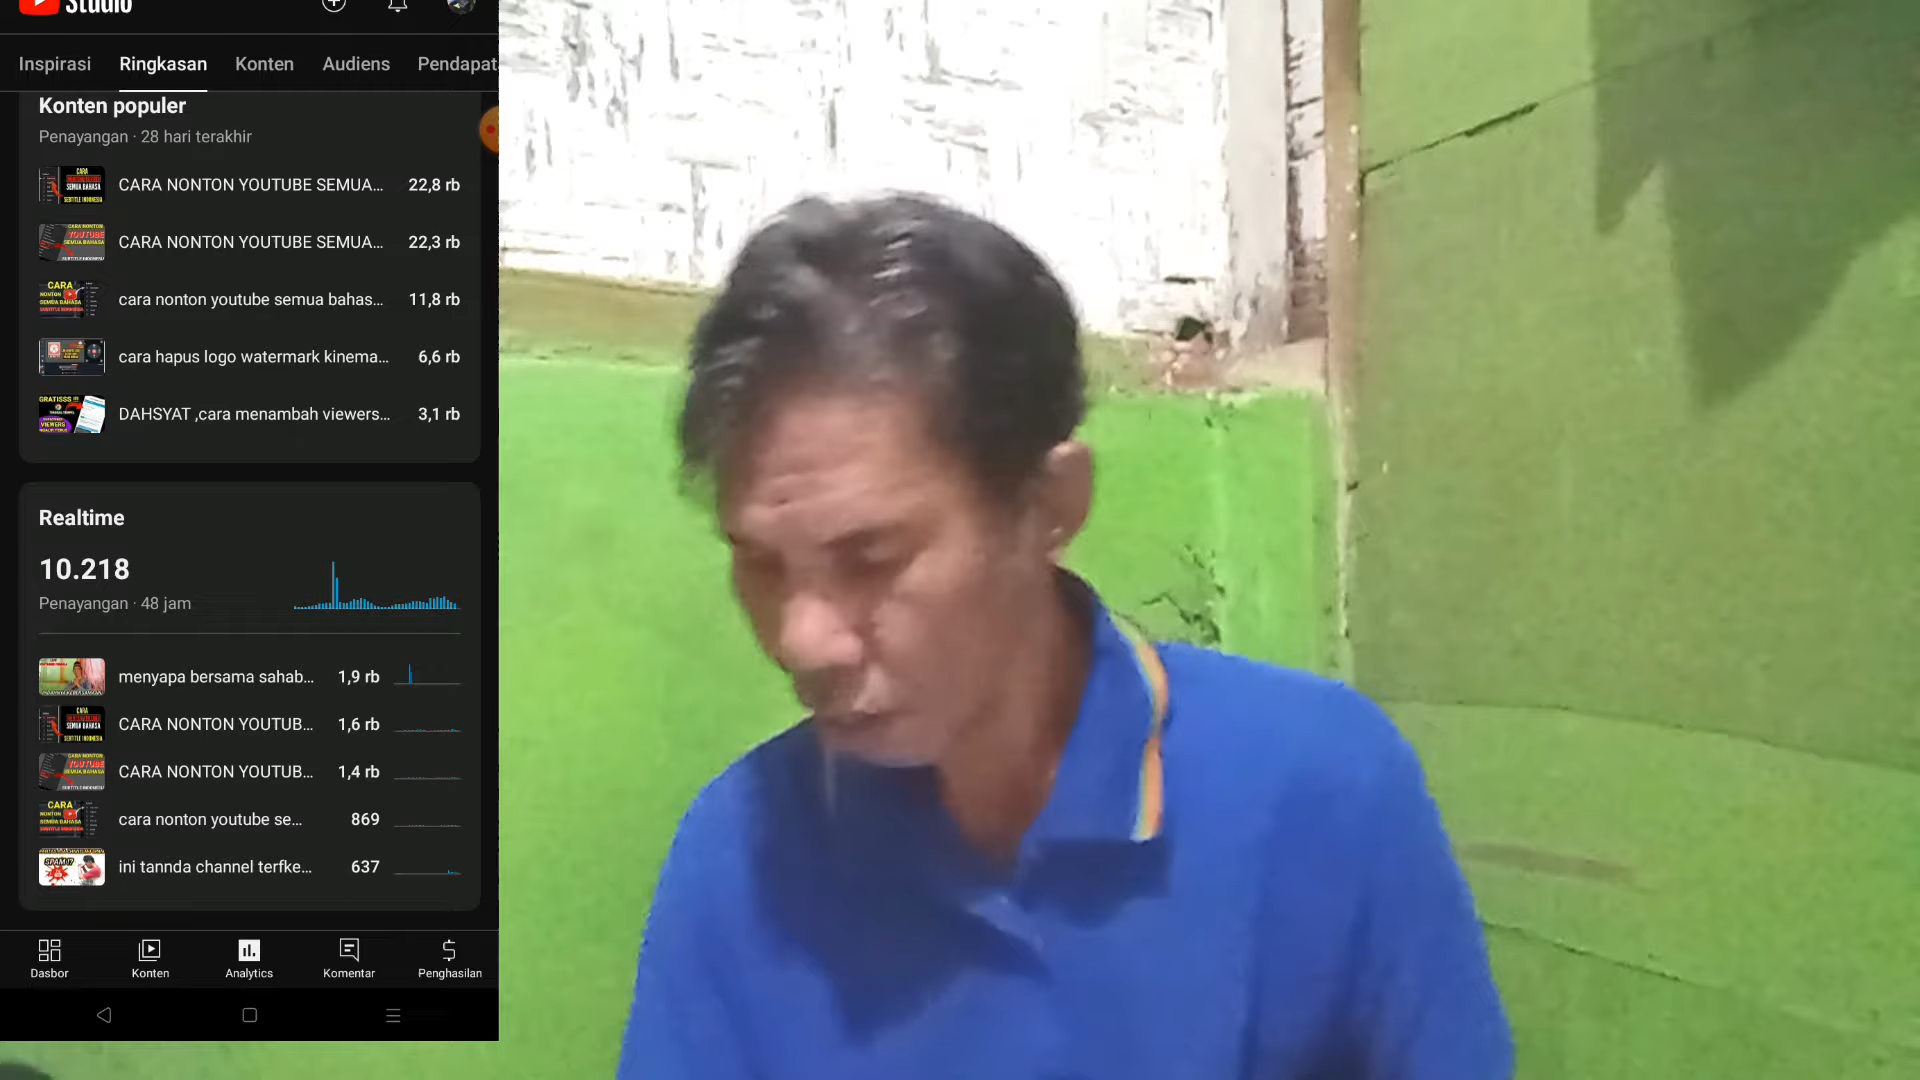 Studio
Inspirasi Ringkasan Konten Audiens Pendapat
Konten populer
Penayangan · 28 hari terakhir
CARA NONTON YOUTUBE SEMUA... 22,8 rb
CARA NONTON YOUTUBE SEMUA... 22,3 rb
cara nonton youtube semua bahas... 11,8 rb
cara hapus logo watermark kinema... 6,6 rb
DAHSYAT ,cara menambah viewers... 3,1 rb
Realtime
10.218
Penayangan · 48 jam
menyapa bersama sahab... 1,9 rb
CARA NONTON YOUTUB... 1,6 rb
CARA NONTON YOUTUB... 1,4 rb
cara nonton youtube se... 869
ini tannda channel terfke... 637
Dasbor Konten Analytics Komentar Penghasilan